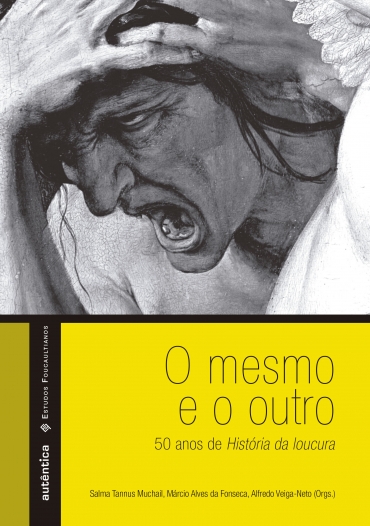 O mesmo
e o outro
50 anos de História da loucura
Salma Tannus Muchail, Márcio Alves da Fonseca, Alfredo Veiga-Neto (Orgs.)
autêntica
Estudos Foucaultianos